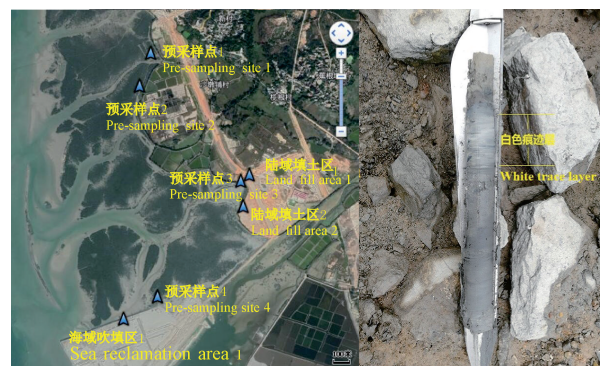 预采样点1
Pre-sampling site 1
预采样点2
Pre-sampling site 2
陆域填土区1
Land fill area 1
预采样点3
Pre-sampling site 3
陆域填土区2
Land fill area 2
预采样点4
Pre-sampling site 4
海域吹填区1
Sea reclamation area 1
白色痕迹层
White trace layer